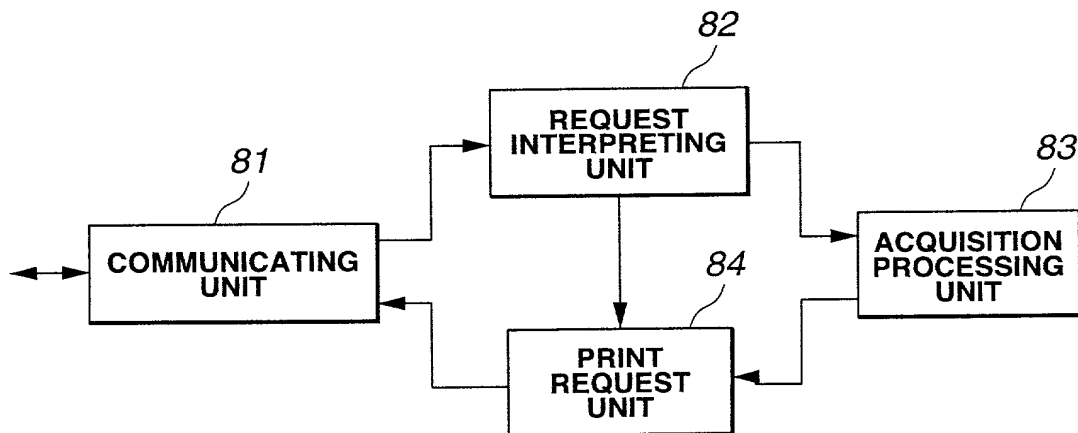 82
REQUEST
INTERPRETING
UNIT
81
COMMUNICATING
UNIT
83
ACQUISITION
PROCESSING
UNIT
84
PRINT
REQUEST
UNIT